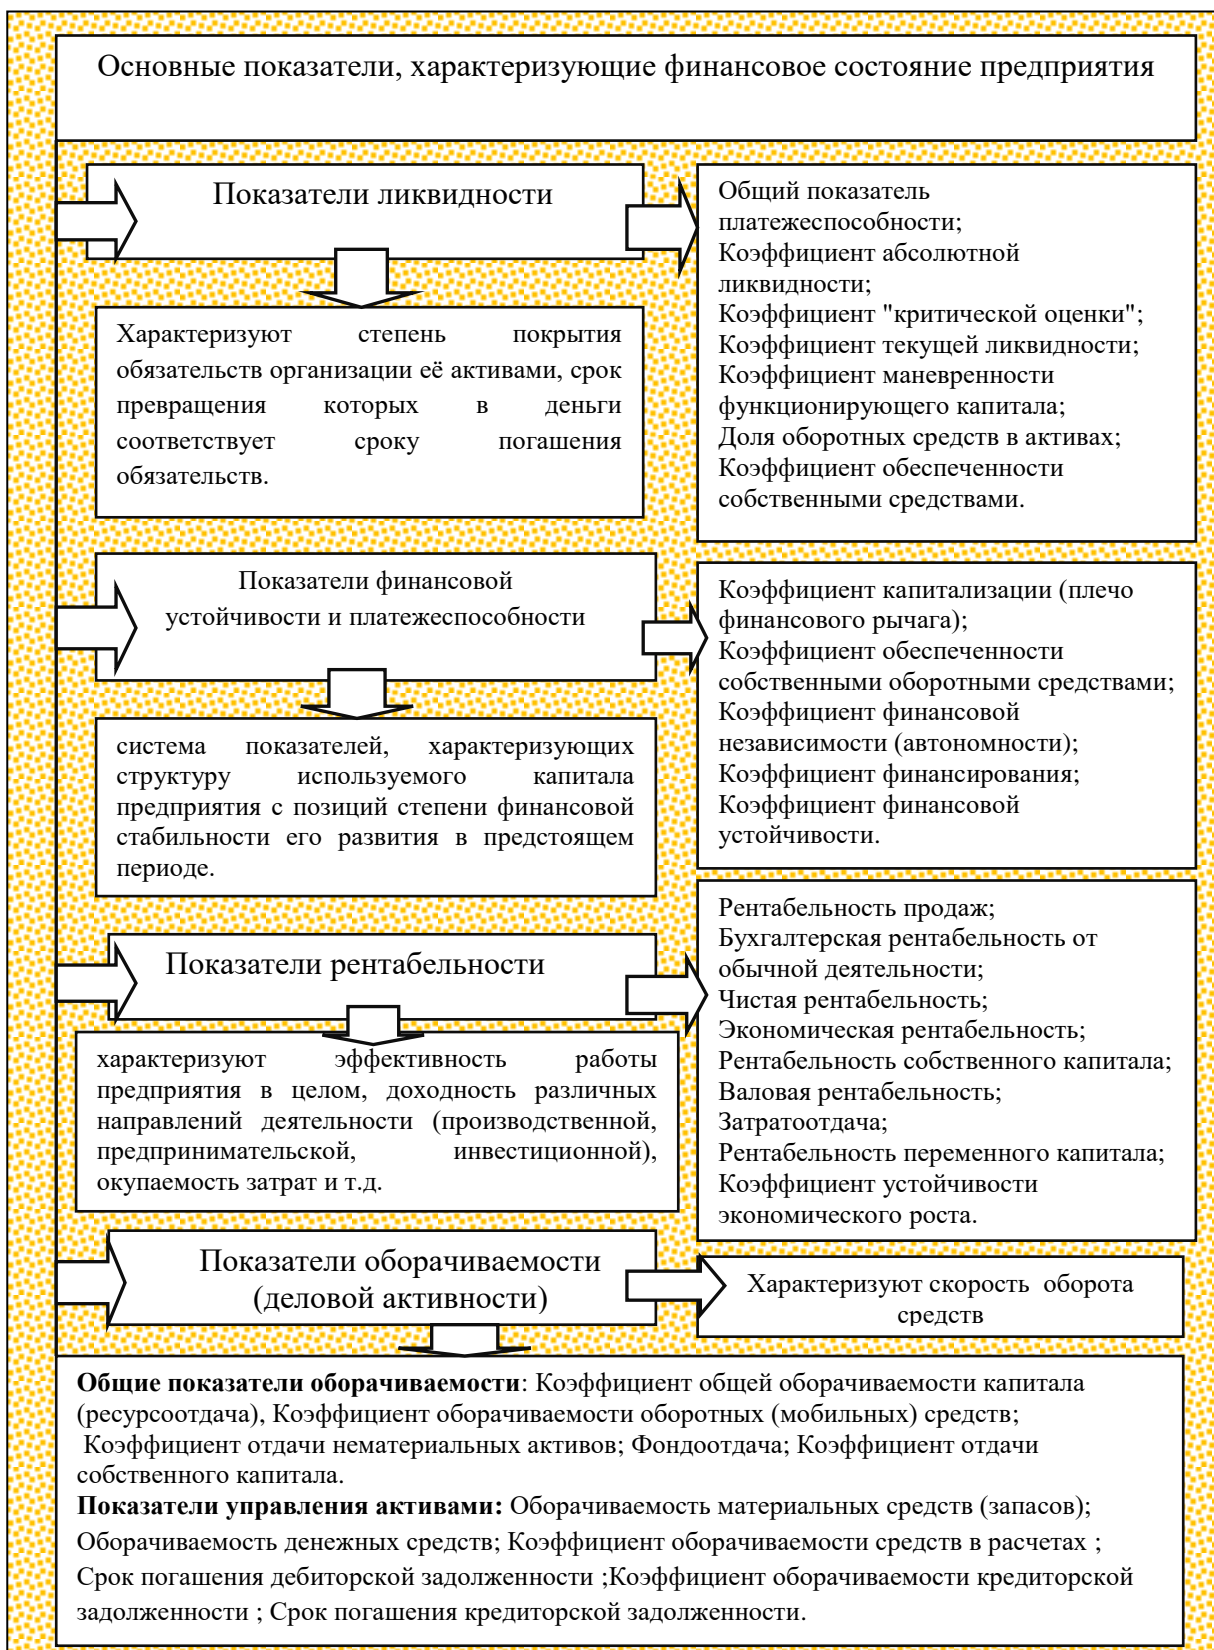 Основные показатели, характеризующие финансовое состояние предприятия
Показатели ликвидности
Общий показатель
платежеспособности;
Коэффициент абсолютной
ликвидности;
Коэффициент "критической оценки";
Коэффициент текущей ликвидности;
Коэффициент маневренности
функционирующего капитала;
Доля оборотных средств в активах;
Коэффициент обеспеченности
собственными средствами.
Характеризуют степень покрытия
обязательств организации её активами, срок
превращения которых в деньги
соответствует сроку погашения
обязательств.
Показатели финансовой
устойчивости и платежеспособности
Коэффициент капитализации (плечо
финансового рычага);
Коэффициент обеспеченности
собственными оборотными средствами;
Коэффициент финансовой
независимости (автономности);
Коэффициент финансирования;
Коэффициент финансовой
устойчивости.
система показателей, характеризующих
структуру используемого капитала
предприятия с позиций степени финансовой
стабильности его развития в предстоящем
периоде.
Показатели рентабельности
Рентабельность продаж;
Бухгалтерская рентабельность от
обычной деятельности;
Чистая рентабельность;
Экономическая рентабельность;
Рентабельность собственного капитала;
Валовая рентабельность;
Затратоотдача;
Рентабельность переменного капитала;
Коэффициент устойчивости
экономического роста.
характеризуют эффективность работы
предприятия в целом, доходность различных
направлений деятельности (производственной,
предпринимательской, инвестиционной),
окупаемость затрат и т.д.
Показатели оборачиваемости
(деловой активности)
Характеризуют скорость оборота
средств
Общие показатели оборачиваемости: Коэффициент общей оборачиваемости капитала
(ресурсоотдача), Коэффициент оборачиваемости оборотных (мобильных) средств;
Коэффициент отдачи нематериальных активов; Фондоотдача; Коэффициент отдачи
собственного капитала.
Показатели управления активами: Оборачиваемость материальных средств (запасов);
Оборачиваемость денежных средств; Коэффициент оборачиваемости средств в расчетах ;
Срок погашения дебиторской задолженности ;Коэффициент оборачиваемости кредиторской
задолженности ; Срок погашения кредиторской задолженности.